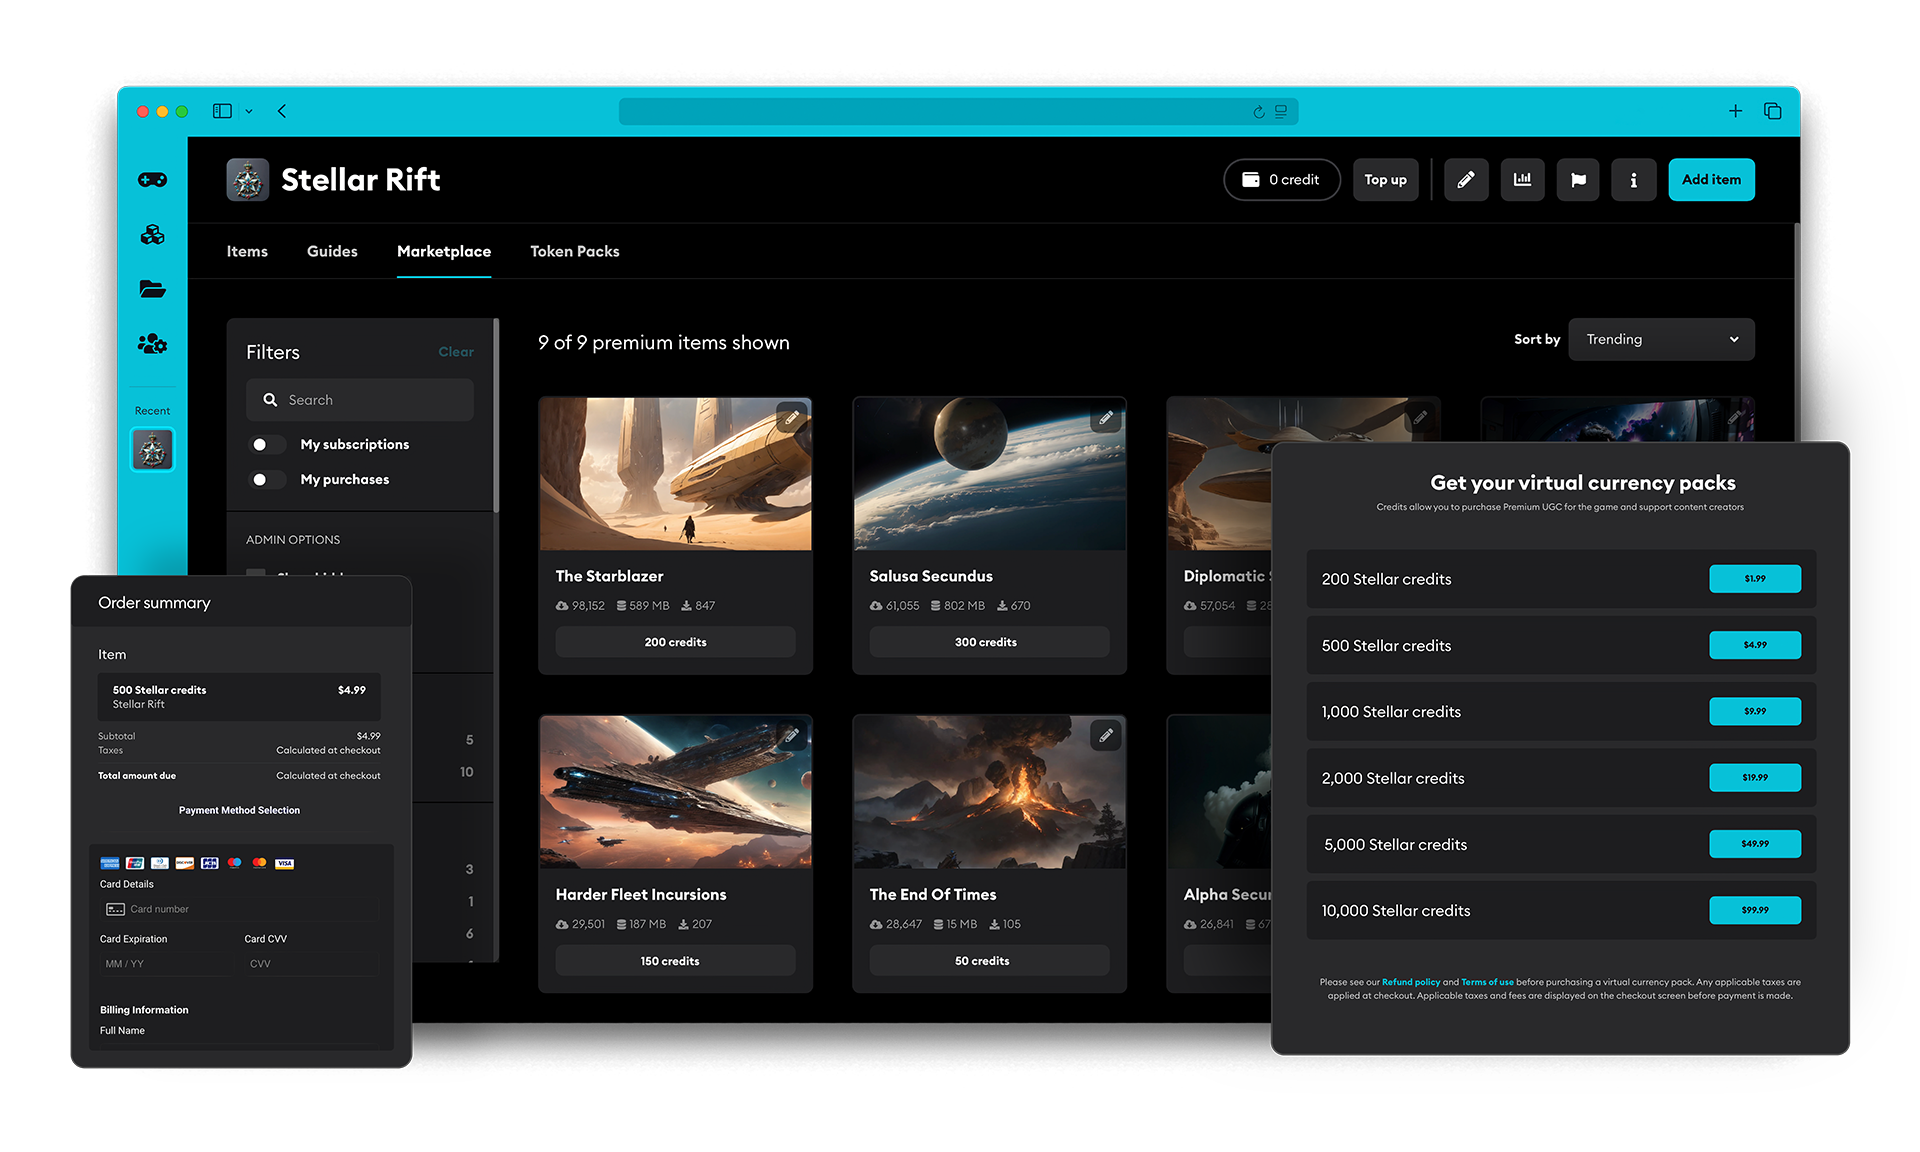 Stellar Rift
0 credit
Top up
Add item
Items
Guides
Marketplace
Token Packs
Recent
Filters
Clear
Search
My subscriptions
My purchases
ADMIN OPTIONS
5
10
3
1
6
9 of 9 premium items shown
Sort by
Trending
The Starblazer
98,152 589 MB 847
200 credits
Salusa Secundus
61,055 802 MB 670
300 credits
Diplomatic
57,054 28
Harder Fleet Incursions
29,501 187 MB 207
150 credits
The End Of Times
28,647 15 MB 105
50 credits
Alpha Secu
26,841 67
Order summary
Item
500 Stellar credits $4.99
Stellar Rift
Subtotal $4.99
Taxes Calculated at checkout
Total amount due Calculated at checkout
Payment Method Selection
VISA
Card Details
Card number
Card Expiration Card CVV
MM / YY CVV
Billing Information
Full Name
Get your virtual currency packs
Credits allow you to purchase Premium UGC for the game and support content creators
200 Stellar credits $1.99
500 Stellar credits $4.99
1,000 Stellar credits $9.99
2,000 Stellar credits $19.99
5,000 Stellar credits $49.99
10,000 Stellar credits $99.99
Please see our Refund policy and Terms of use before purchasing a virtual currency pack. Any applicable taxes are
applied at checkout. Applicable taxes and fees are displayed on the checkout screen before payment is made.